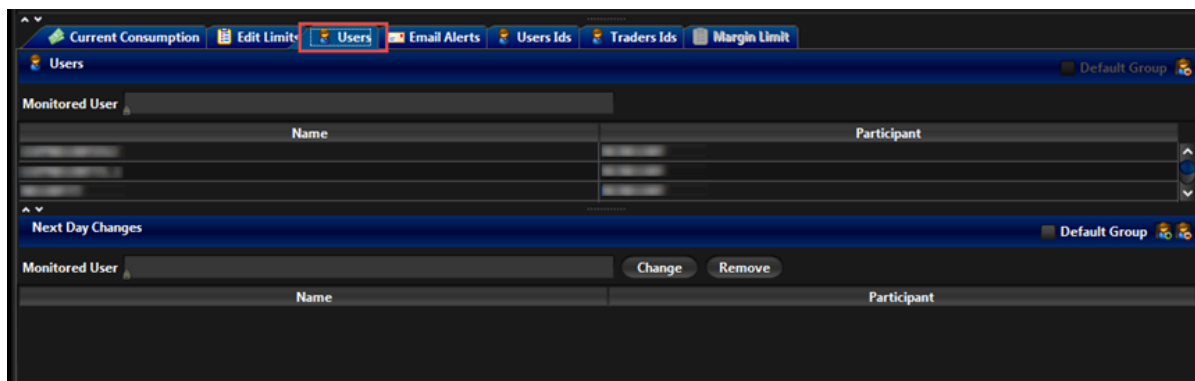 Current Consumption Edit Limits Users Email Alerts Users Ids Traders Ids Margin Limit
Users Default Group
Monitored User
Name Participant
Next Day Changes Default Group
Monitored User Change Remove
Name Participant